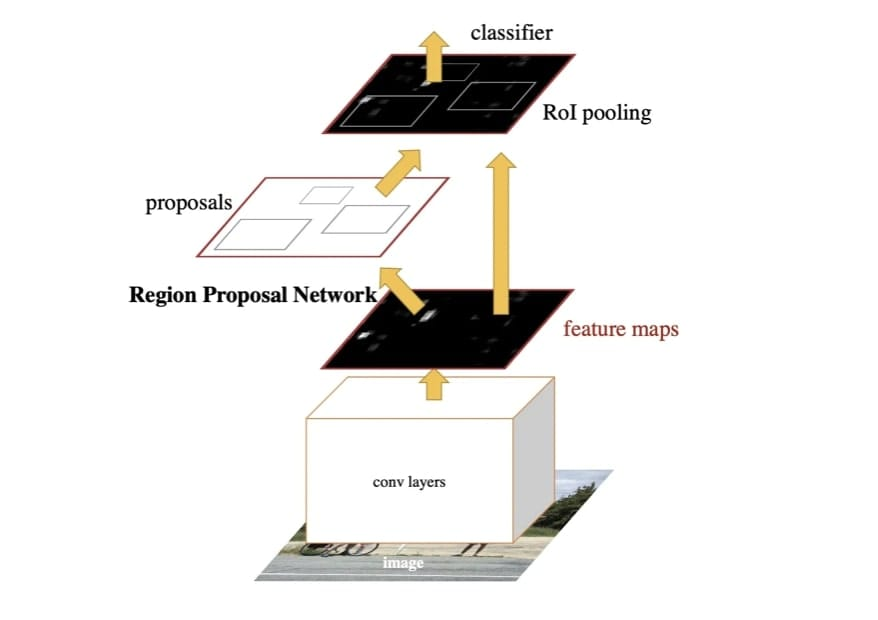 classifier
RoI pooling
proposals
Region Proposal Network
feature maps
conv layers
image